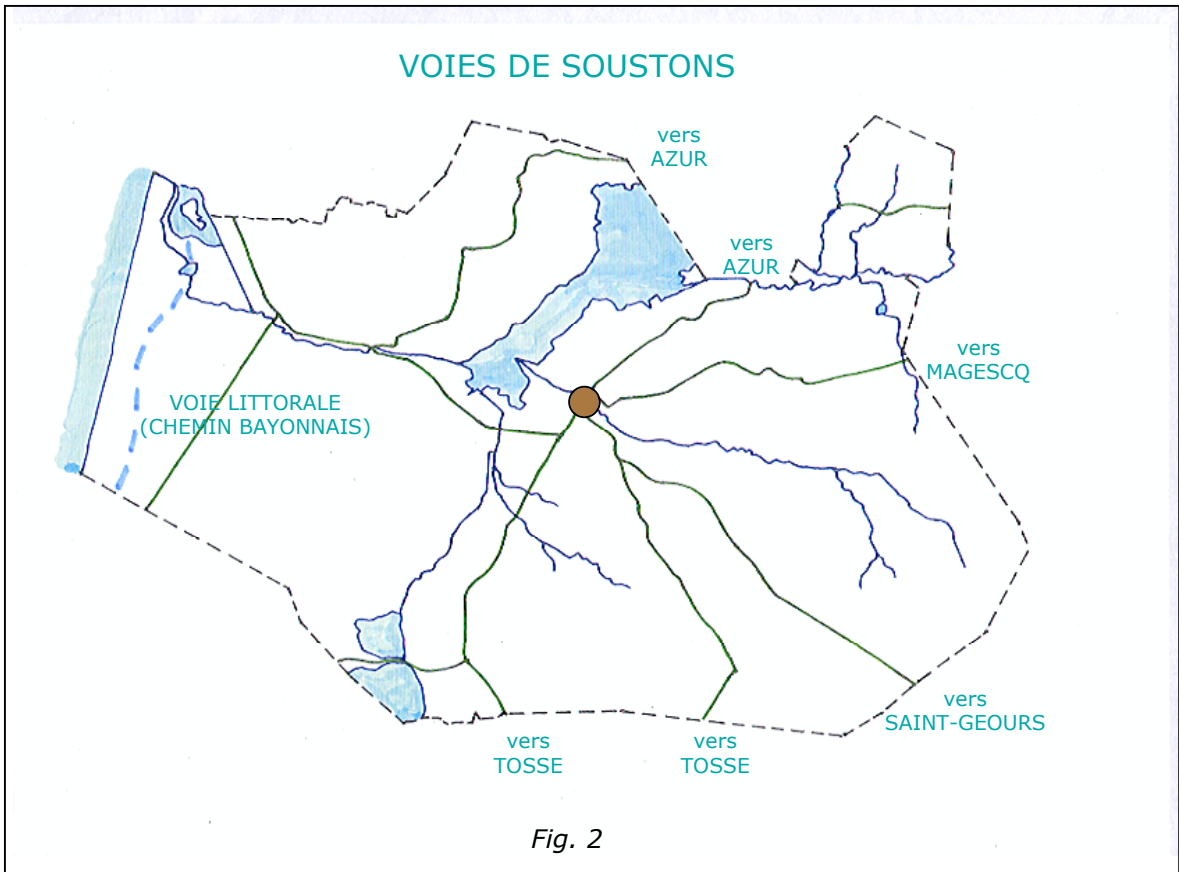 VOIES DE SOUSTONS
vers
AZUR
vers
AZUR
vers
MAGESCQ
VOIE LITTORALE
(CHEMIN BAYONNAIS)
vers
SAINT-GEOURS
vers
TOSSE
vers
TOSSE
Fig. 2